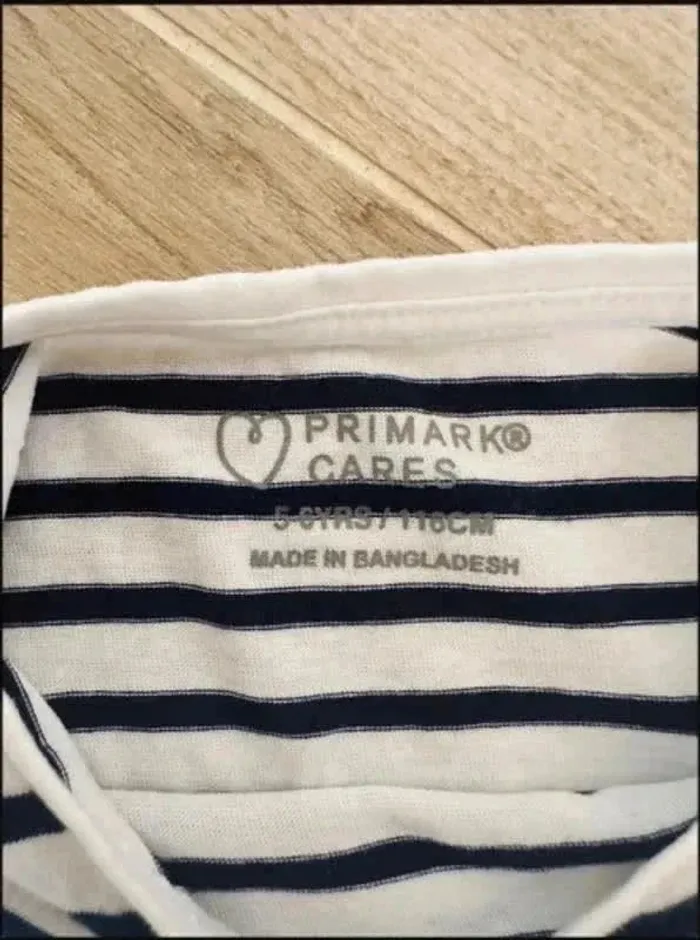 PRIMARK®
CARES
5-6YRS / 116CM
MADE IN BANGLADESH